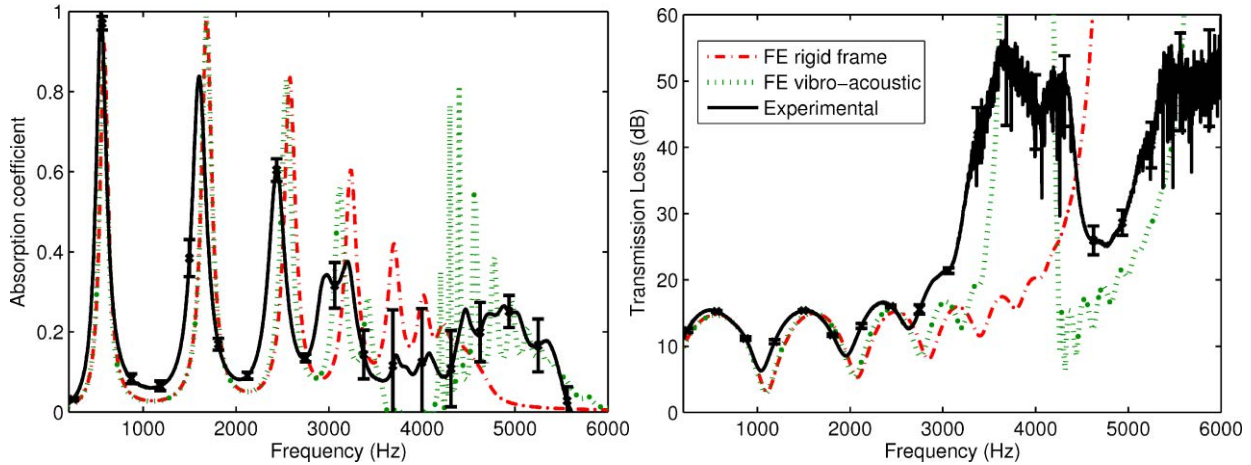 Absorption coefficient
1
0.8
0.6
0.4
0.2
0
1000 2000 3000 4000 5000 6000
Frequency (Hz)
Transmission Loss (dB)
60
50
40
30
20
10
0
FE rigid frame
FE vibro-acoustic
Experimental
1000 2000 3000 4000 5000 6000
Frequency (Hz)